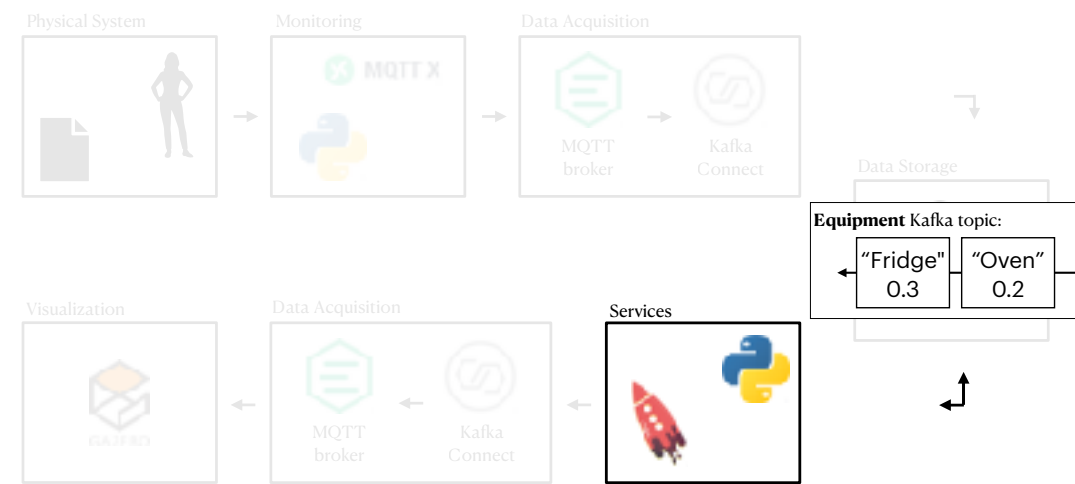 Physical System
Monitoring
Data Acquisition
MQTT X
MQTT
broker
Kafka
Connect
Data Storage
Equipment Kafka topic:
“Fridge"
0.3
“Oven”
0.2
Visualization
Data Acquisition
Services
GAZEBO
MQTT
broker
Kafka
Connect